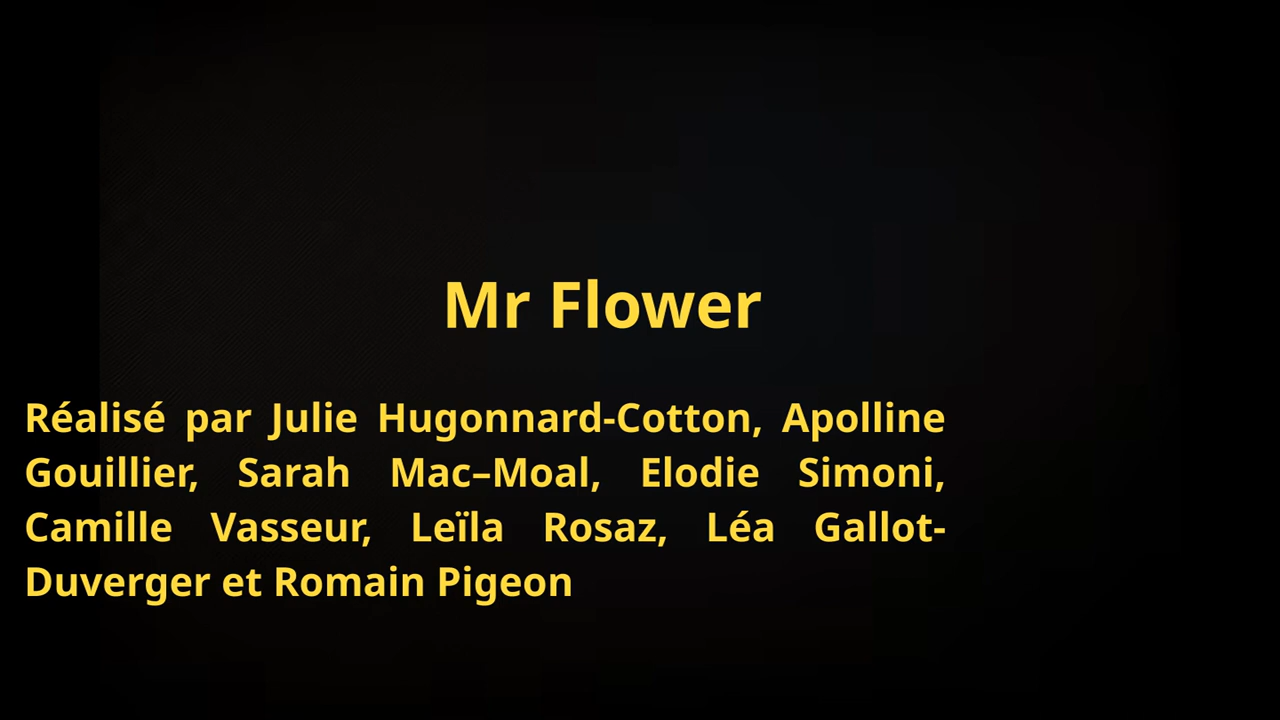 Mr Flower
Réalisé par Julie Hugonnard-Cotton, Apolline
Gouillier, Sarah Mac–Moal, Elodie Simoni,
Camille Vasseur, Leïla Rosaz, Léa Gallot-
Duverger et Romain Pigeon